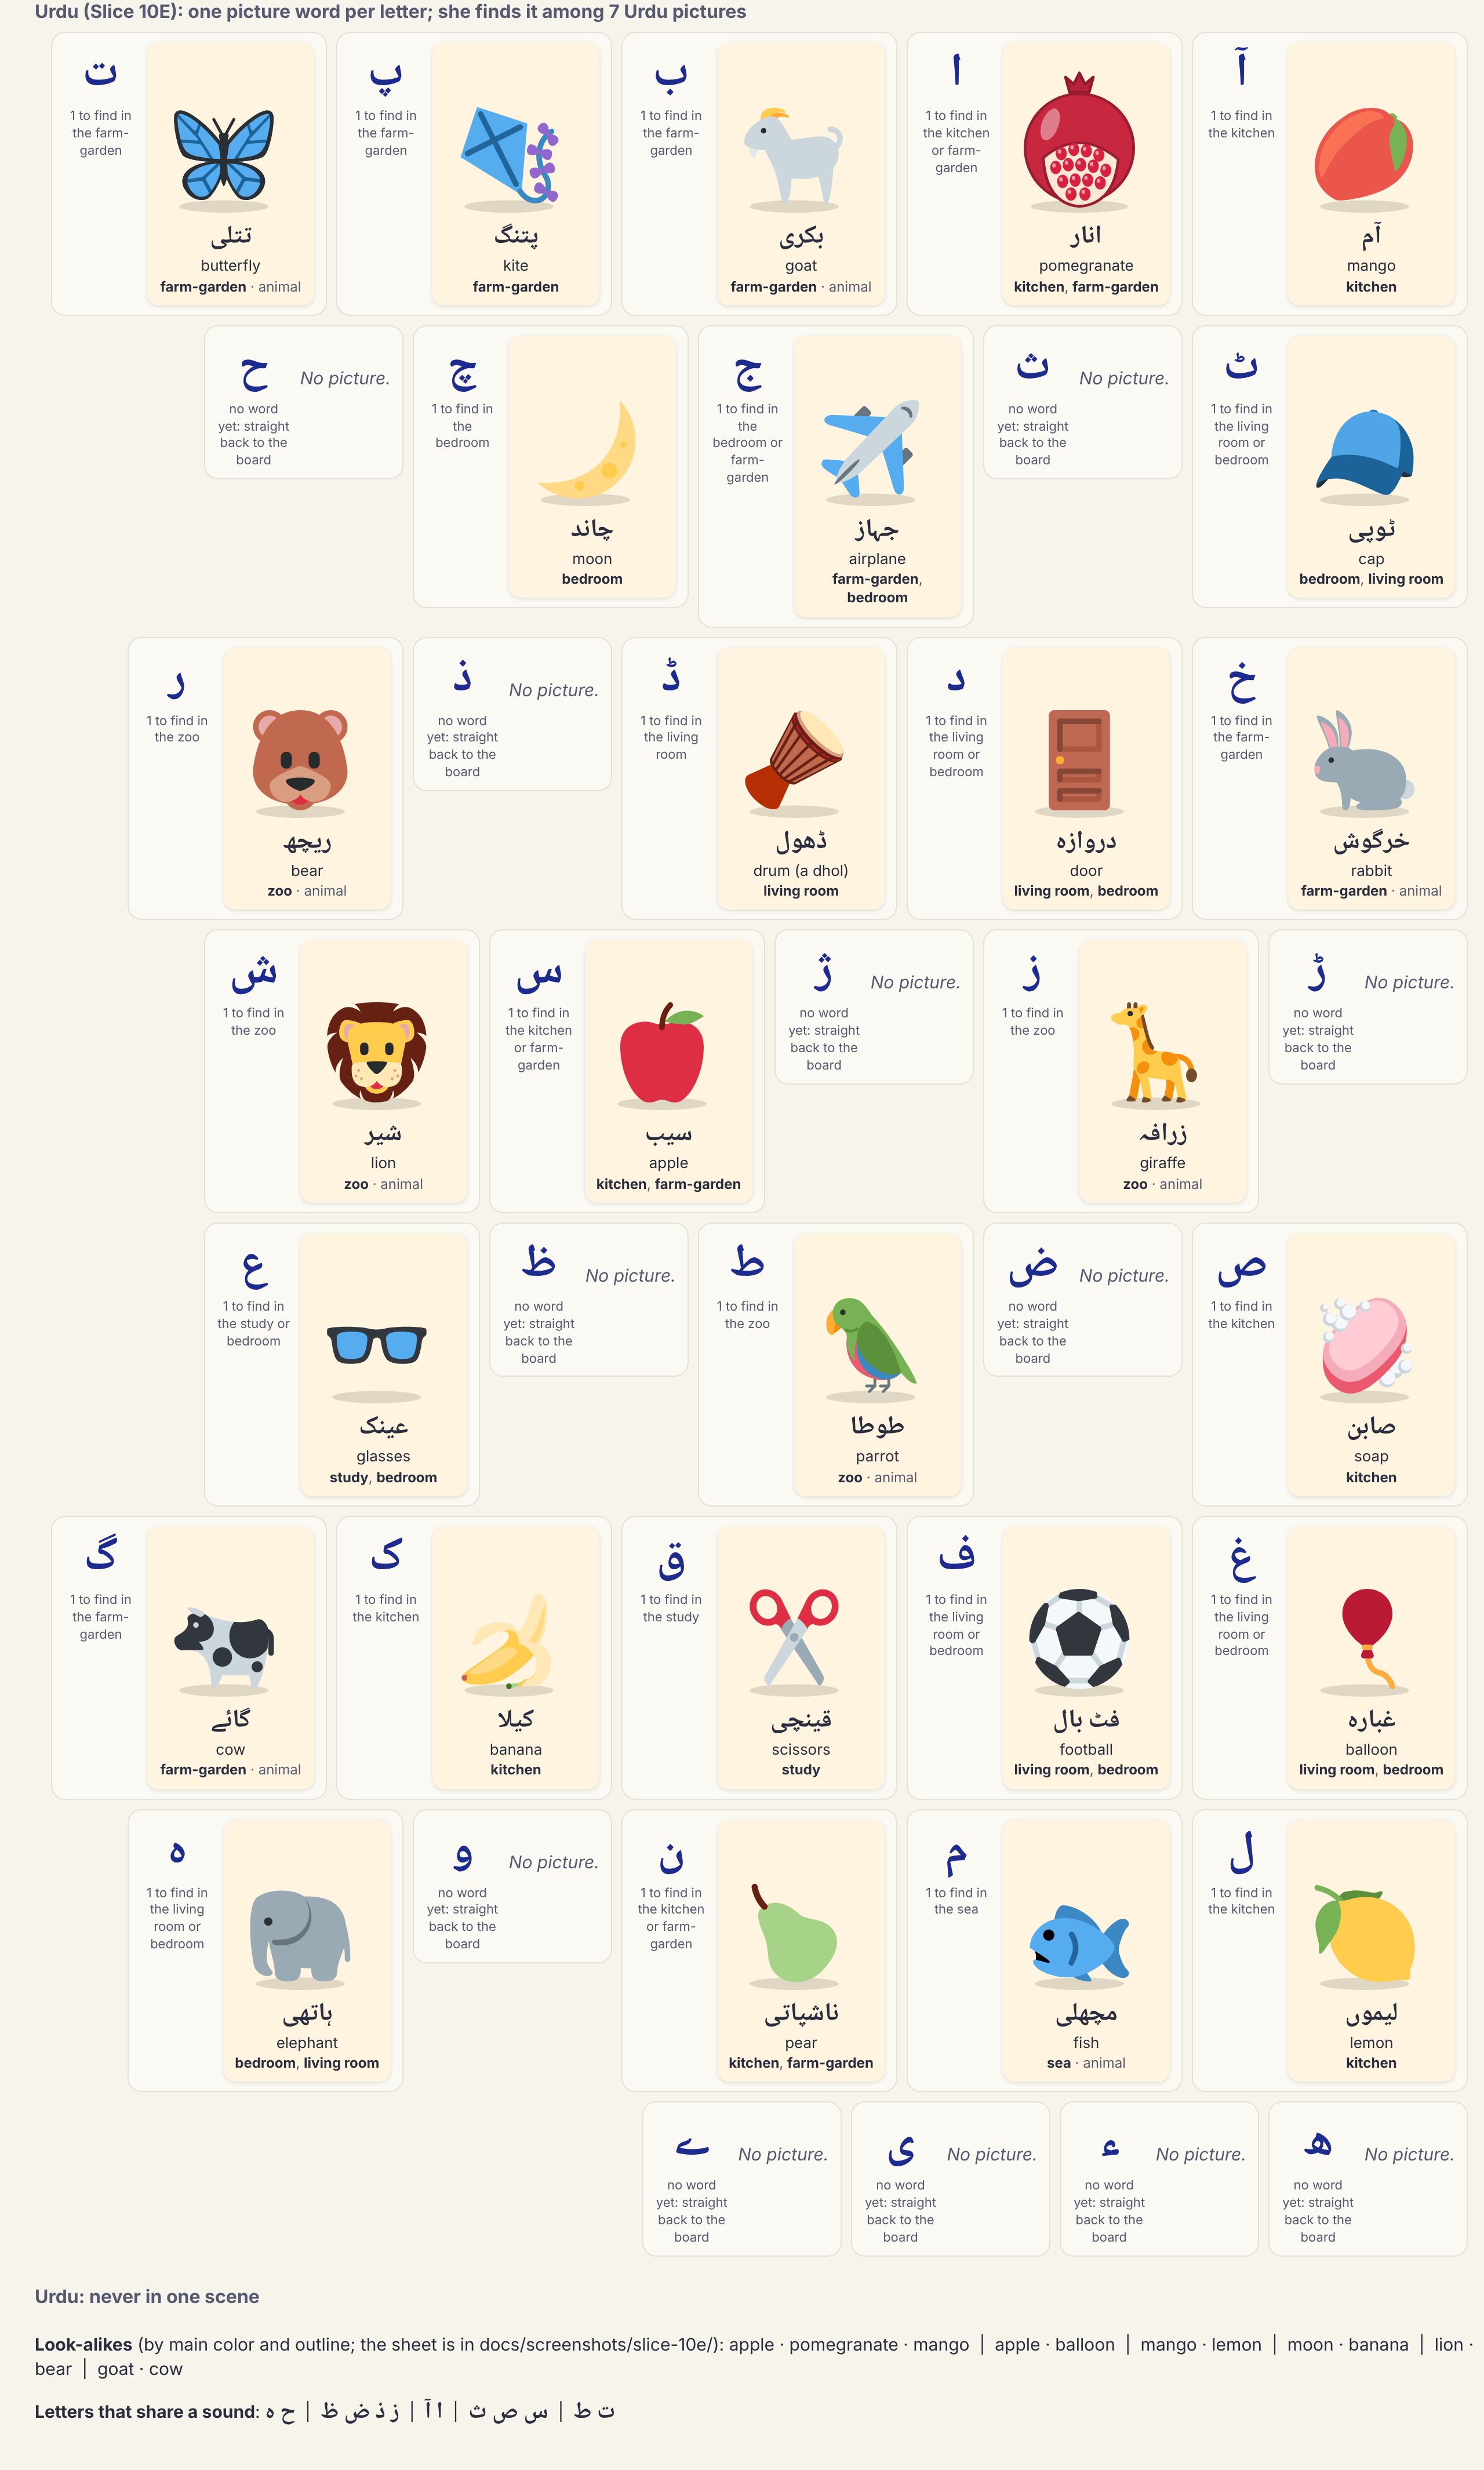 Urdu (Slice 10E): one picture word per letter; she finds it among 7 Urdu pictures
آ
1 to find in
the kitchen
آم
mango
kitchen
ا
1 to find in
the kitchen
or farm-
garden
انار
pomegranate
kitchen, farm-garden
ب
1 to find in
the farm-
garden
بکری
goat
farm-garden · animal
پ
1 to find in
the farm-
garden
پتنگ
kite
farm-garden
ت
1 to find in
the farm-
garden
تتلی
butterfly
farm-garden · animal
ٹ
1 to find in
the living
room or
bedroom
ٹوپی
cap
bedroom, living room
ث
No picture.
no word
yet: straight
back to the
board
ج
1 to find in
the
bedroom or
farm-
garden
جہاز
airplane
farm-garden,
bedroom
چ
1 to find in
the
bedroom
چاند
moon
bedroom
ح
No picture.
no word
yet: straight
back to the
board
خ
1 to find in
the farm-
garden
خرگوش
rabbit
farm-garden · animal
د
1 to find in
the living
room or
bedroom
دروازہ
door
living room, bedroom
ڈ
1 to find in
the living
room
ڈھول
drum (a dhol)
living room
ذ
No picture.
no word
yet: straight
back to the
board
ر
1 to find in
the zoo
ریچھ
bear
zoo · animal
ڑ
No picture.
no word
yet: straight
back to the
board
ز
1 to find in
the zoo
زرافہ
giraffe
zoo · animal
ژ
No picture.
no word
yet: straight
back to the
board
س
1 to find in
the kitchen
or farm-
garden
سیب
apple
kitchen, farm-garden
ش
1 to find in
the zoo
شیر
lion
zoo · animal
ص
1 to find in
the kitchen
صابن
soap
kitchen
ض
No picture.
no word
yet: straight
back to the
board
ط
1 to find in
the zoo
طوطا
parrot
zoo · animal
ظ
No picture.
no word
yet: straight
back to the
board
ع
1 to find in
the study or
bedroom
عینک
glasses
study, bedroom
غ
1 to find in
the living
room or
bedroom
غبارہ
balloon
living room, bedroom
ف
1 to find in
the living
room or
bedroom
فٹ بال
football
living room, bedroom
ق
1 to find in
the study
قینچی
scissors
study
ک
1 to find in
the kitchen
کیلا
banana
kitchen
گ
1 to find in
the farm-
garden
گائے
cow
farm-garden · animal
ل
1 to find in
the kitchen
لیموں
lemon
kitchen
م
1 to find in
the sea
مچھلی
fish
sea · animal
ن
1 to find in
the kitchen
or farm-
garden
ناشپاتی
pear
kitchen, farm-garden
و
No picture.
no word
yet: straight
back to the
board
ہ
1 to find in
the living
room or
bedroom
ہاتھی
elephant
bedroom, living room
ھ
No picture.
no word
yet: straight
back to the
board
ء
No picture.
no word
yet: straight
back to the
board
ی
No picture.
no word
yet: straight
back to the
board
ے
No picture.
no word
yet: straight
back to the
board
Urdu: never in one scene
Look-alikes (by main color and outline; the sheet is in docs/screenshots/slice-10e/): apple · pomegranate · mango | apple · balloon | mango · lemon | moon · banana | lion ·
bear | goat · cow
Letters that share a sound: ت ط | س ص ث | ا آ | ز ذ ض ظ | ح ہ